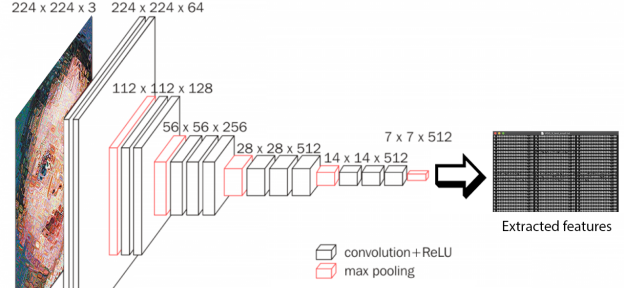 224 x 224 x 3
224 x 224 x 64
112 x 112 x 128
56 x 56 x 256
28 x 28 x 512
14 x 14 x 512
7 x 7 x 512
Extracted features
convolution+ReLU
max pooling